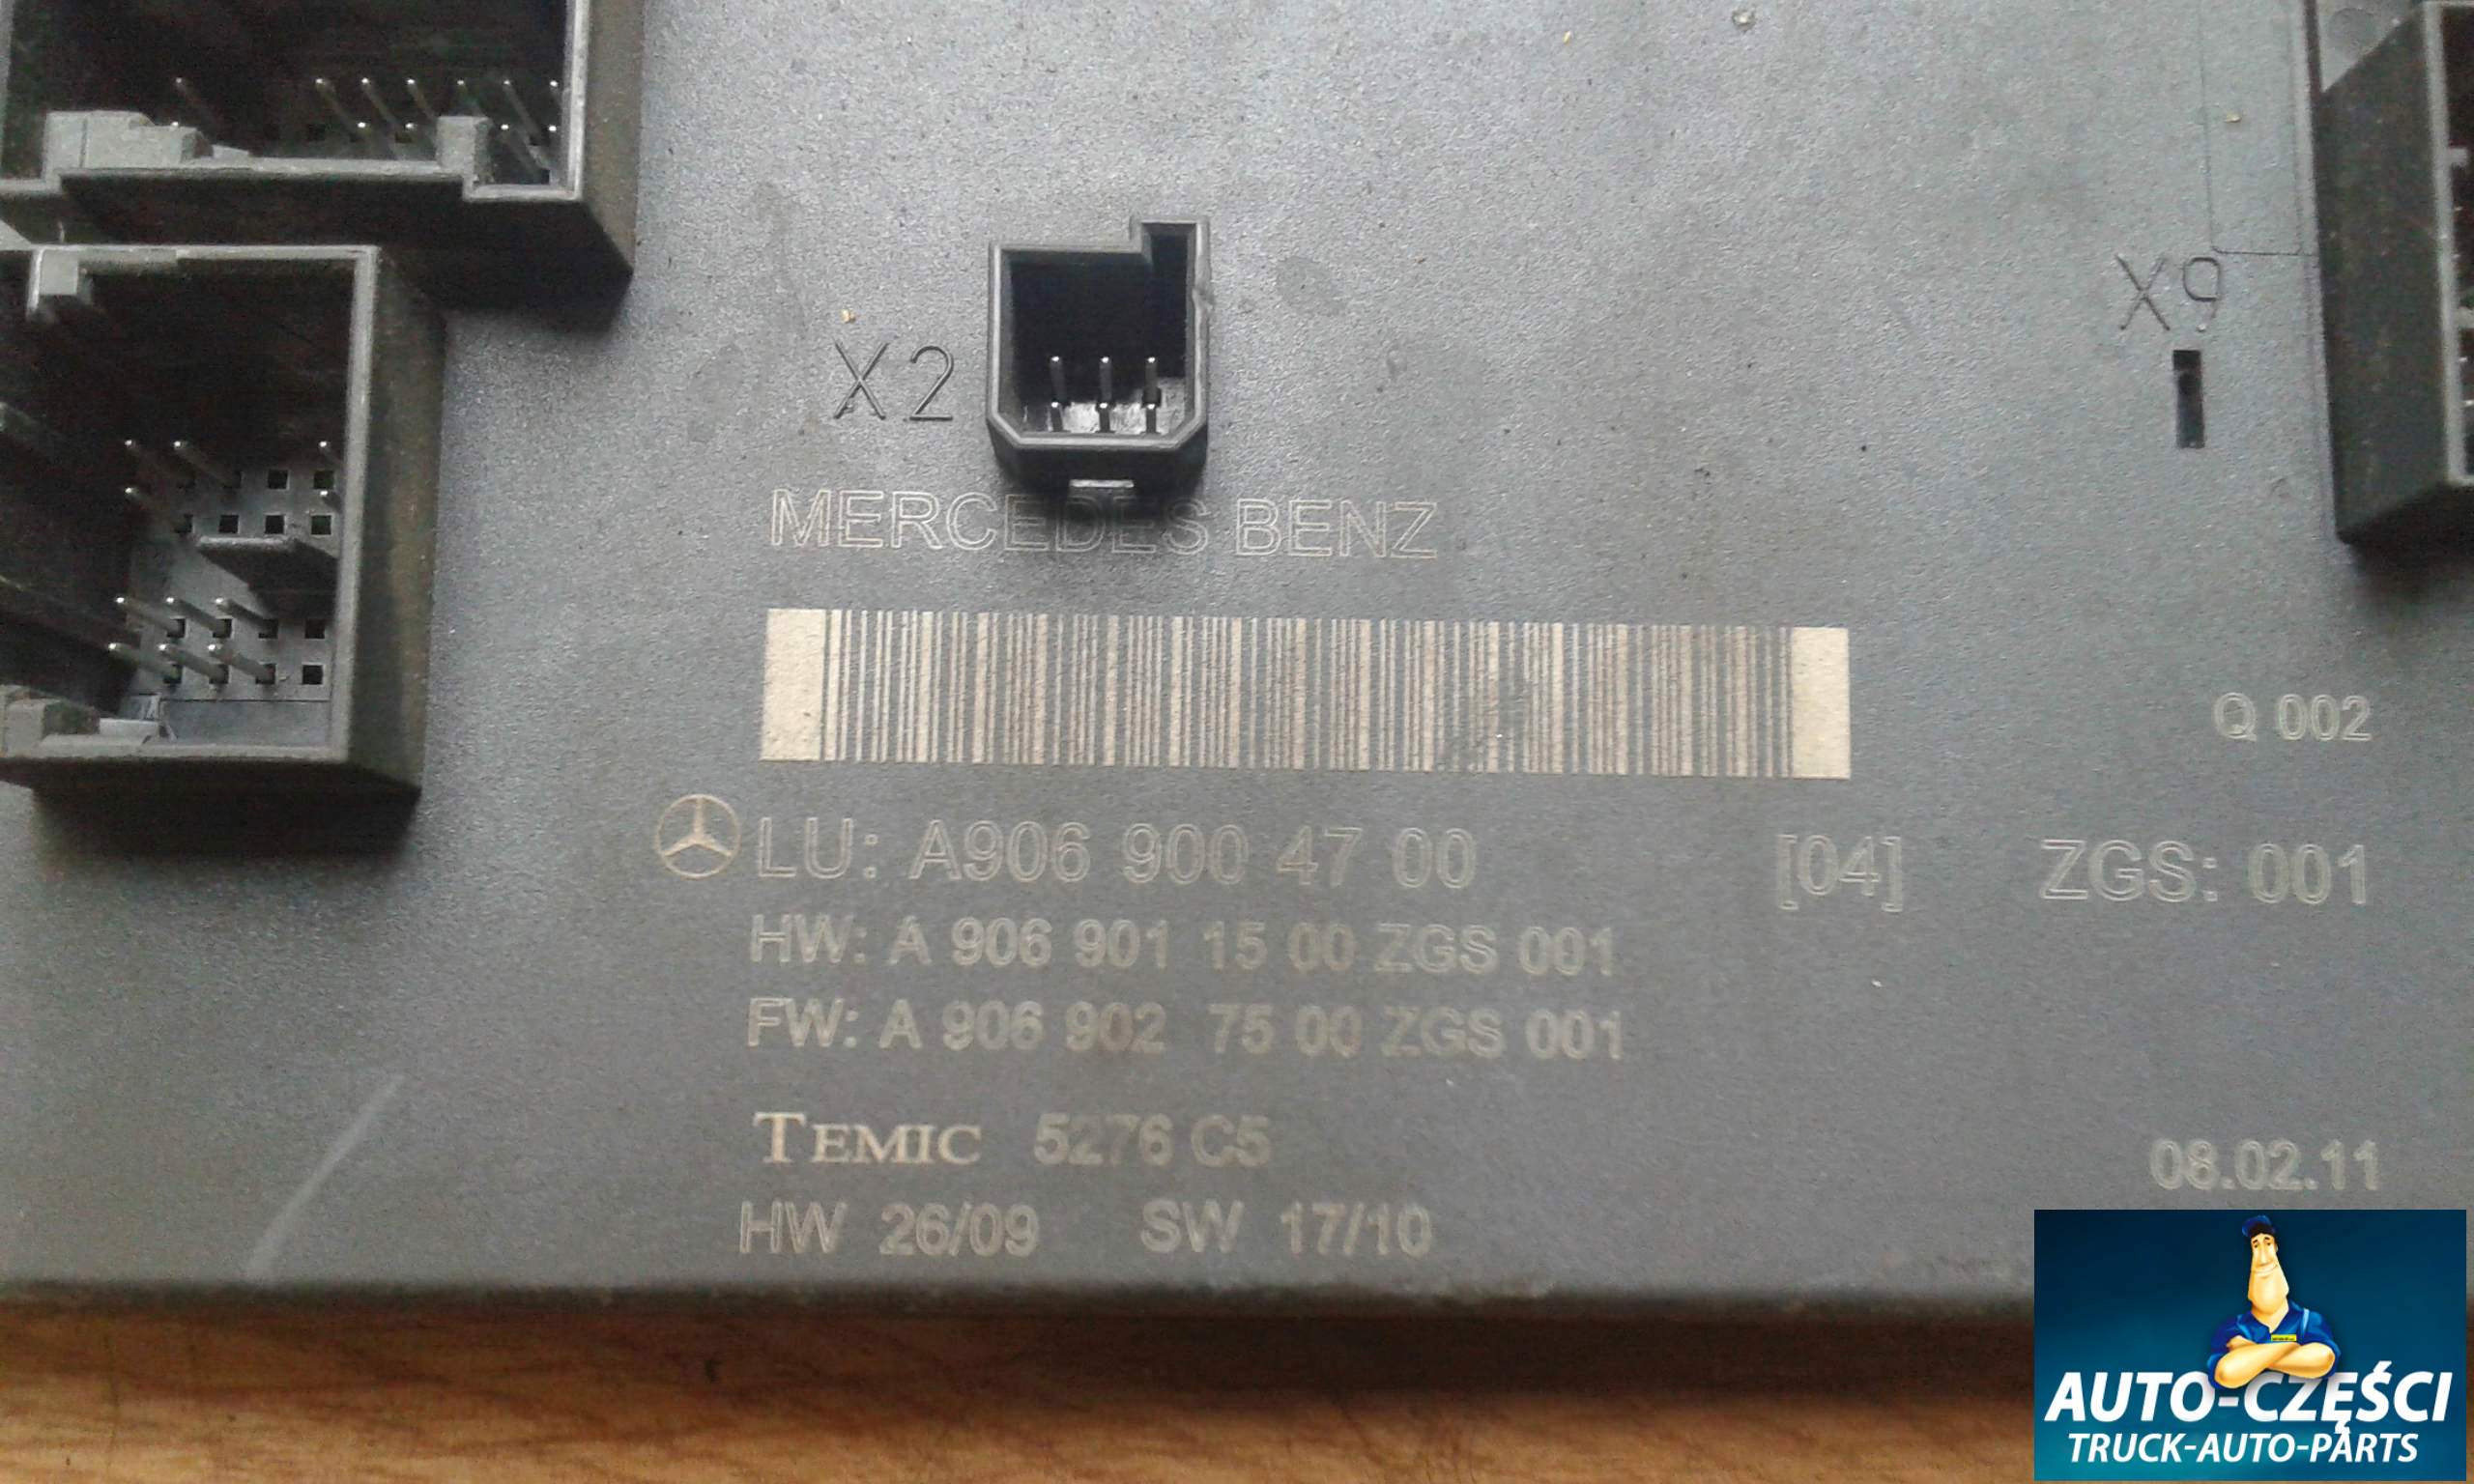 X2
X9
MERCEDES BENZ
Q 002
LU: A906 900 47 00 [04] ZGS: 001
HW: A 906 901 15 00 ZGS 001
FW: A 906 902 75 00 ZGS 001
TEMIC 5276 C5
08.02.11
HW 26/09 SW 17/10
AUTO-CZĘŚCI
TRUCK-AUTO-PARTS